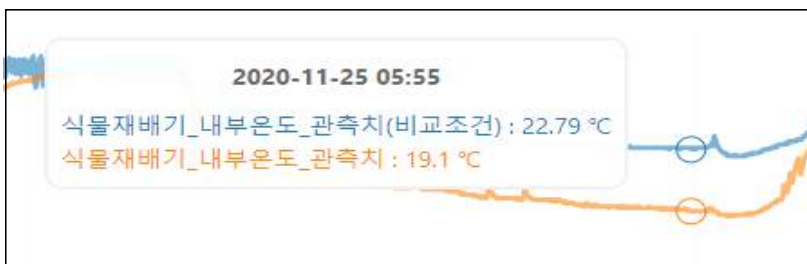 2020-11-25 05:55
식물재배기_내부온도_관측치(비교조건) : 22.79 ℃
식물재배기_내부온도_관측치 : 19.1 ℃